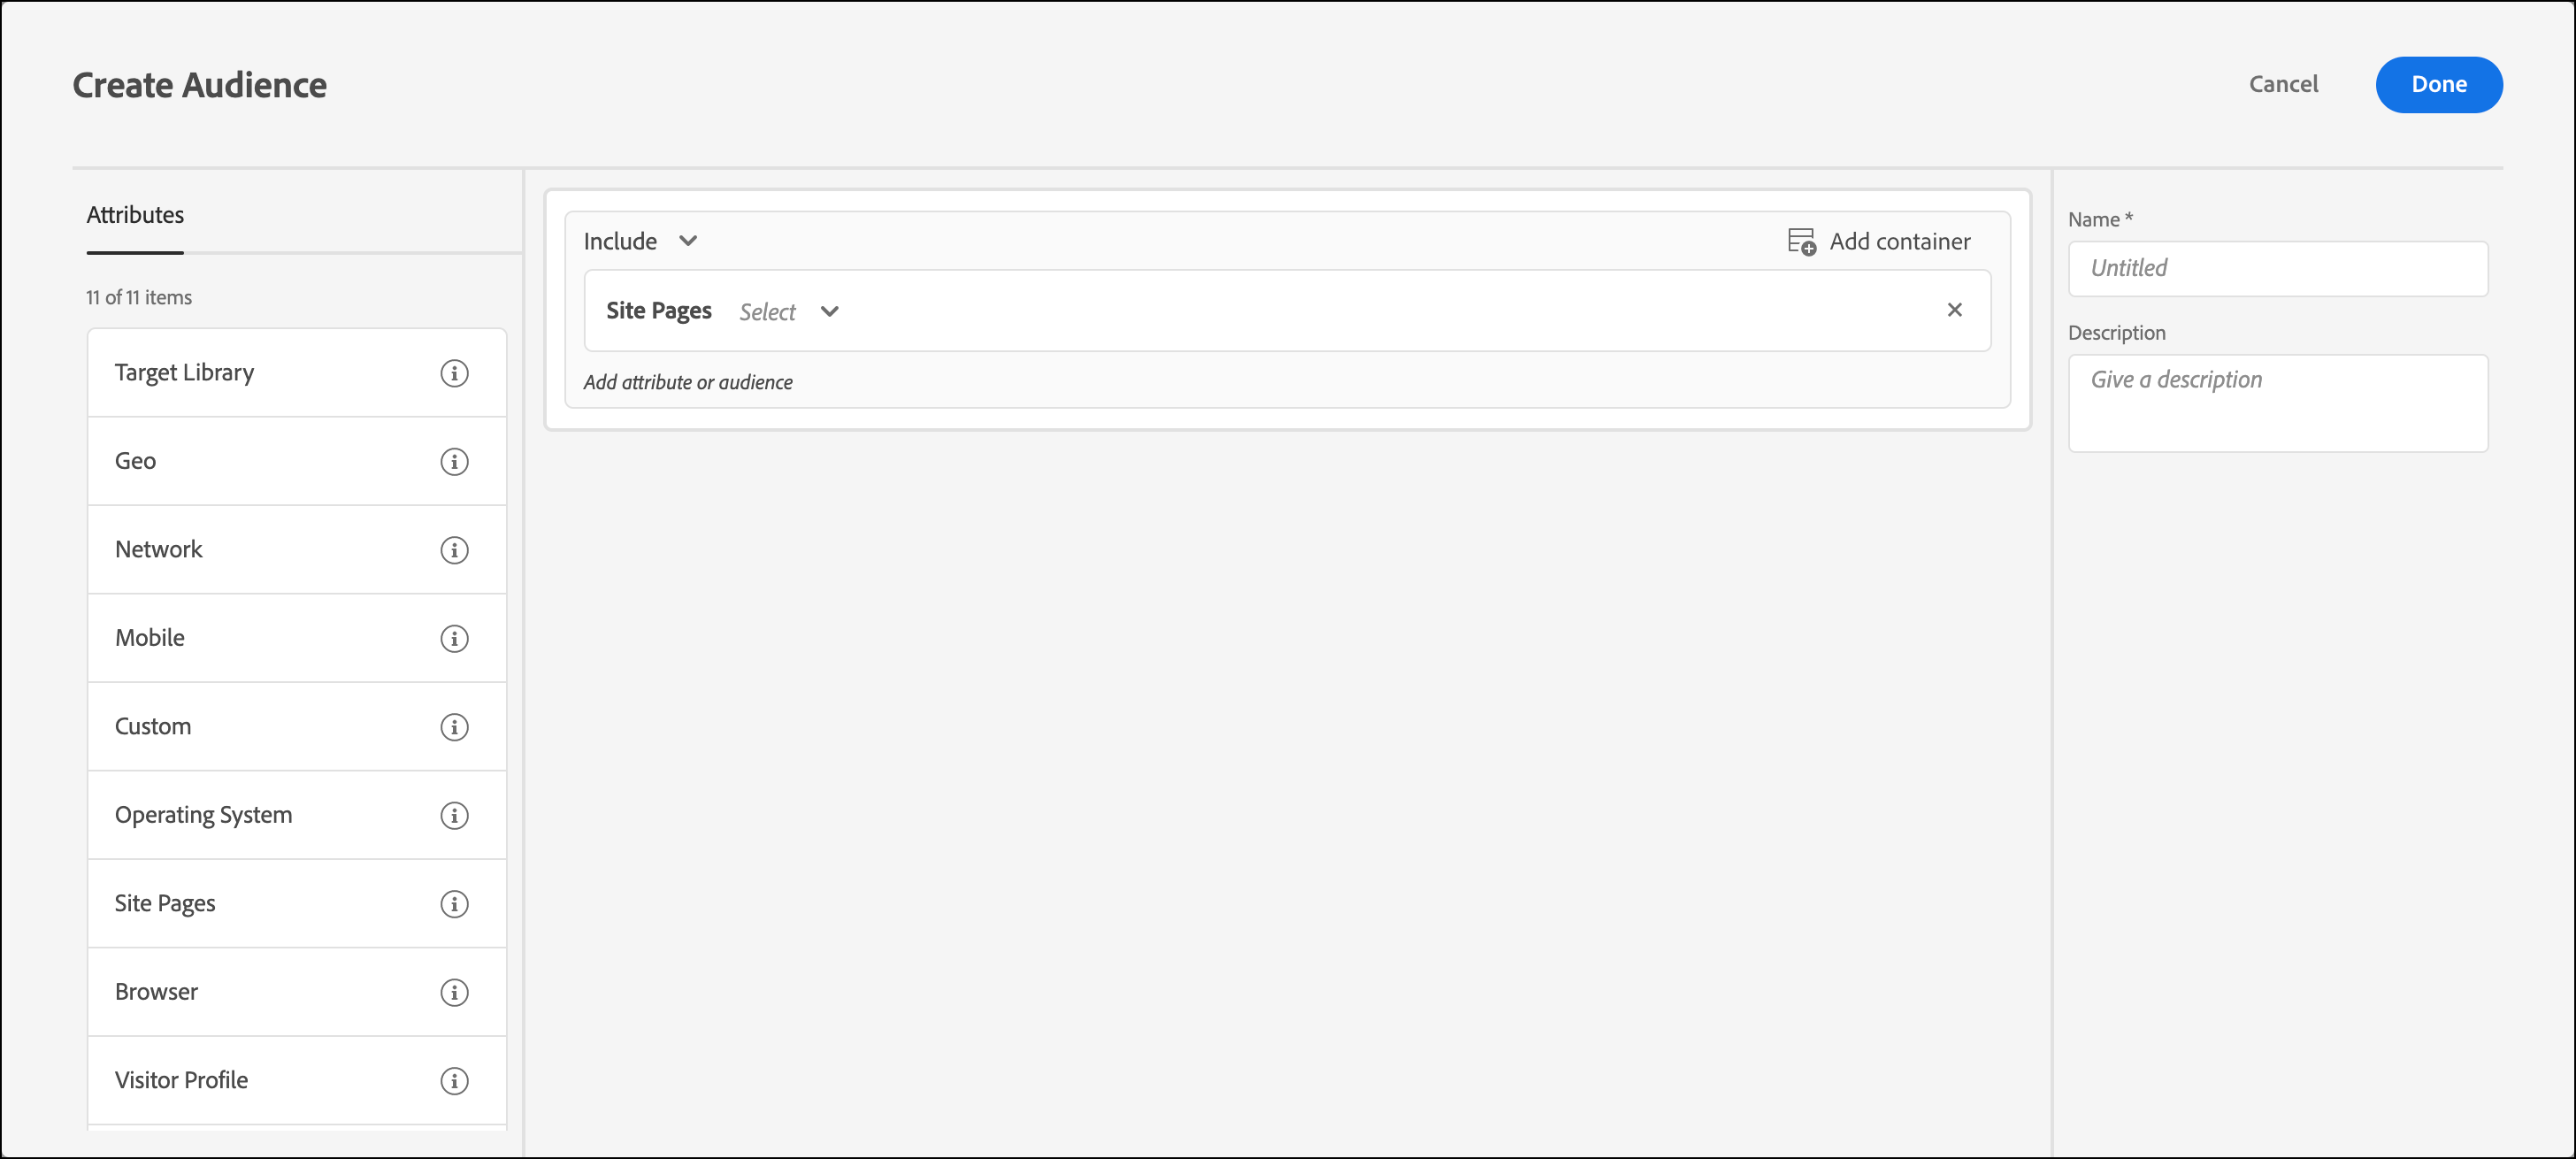 Create Audience
Cancel
Done
Attributes
11 of 11 items
Target Library
Geo
Network
Mobile
Custom
Operating System
Site Pages
Browser
Visitor Profile
Include
Add container
Site Pages Select
Add attribute or audience
Name *
Untitled
Description
Give a description